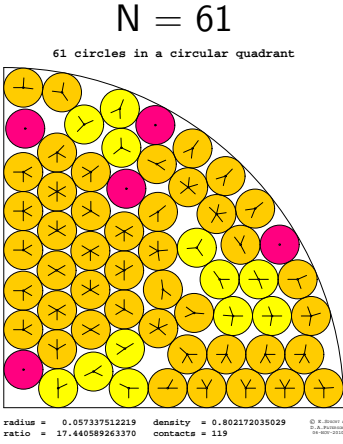 N = 61
61 circles in a circular quadrant
radius = 0.057337512219 density = 0.802172035029
ratio = 17.440589263370 contacts = 119